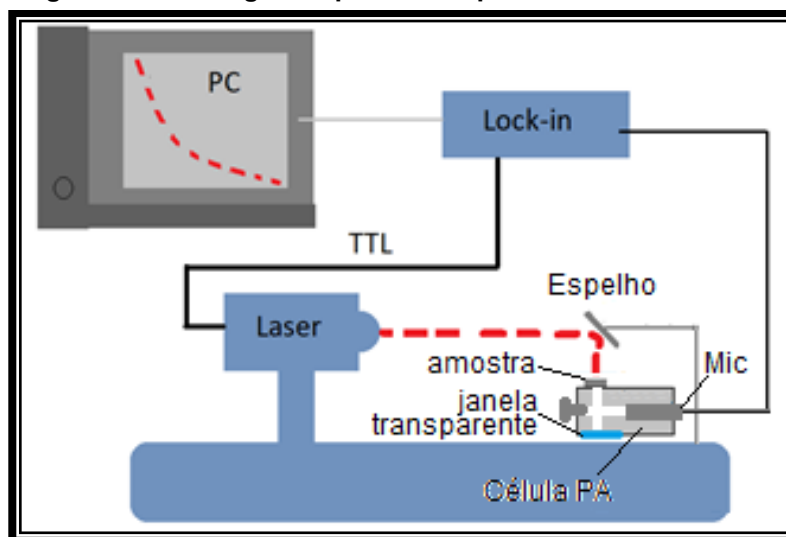 PC
Lock-in
TTL
Espelho
Laser
amostra
Mic
janela
transparente
Célula PA